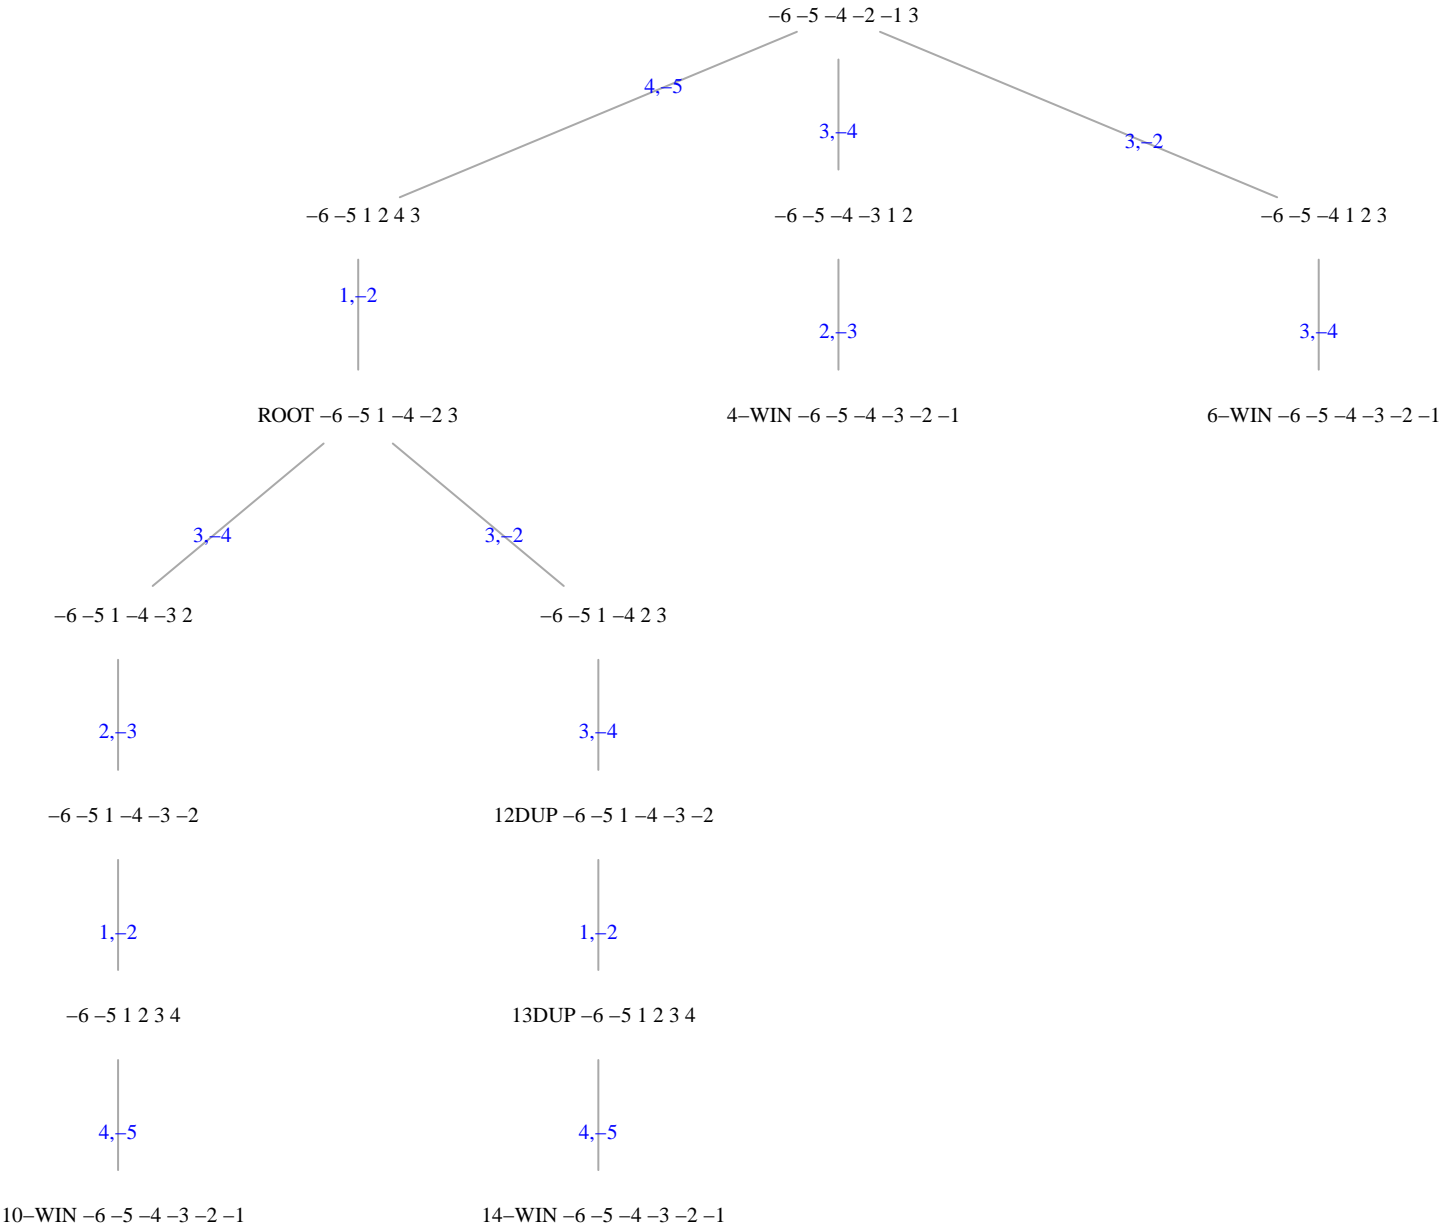 –6 –5 –4 –2 –1 3
4,–5
3,–4
3,–2
–6 –5 1 2 4 3
–6 –5 –4 –3 1 2
–6 –5 –4 1 2 3
1,–2
2,–3
3,–4
ROOT –6 –5 1 –4 –2 3
4–WIN –6 –5 –4 –3 –2 –1
6–WIN –6 –5 –4 –3 –2 –1
3,–4
3,–2
–6 –5 1 –4 –3 2
–6 –5 1 –4 2 3
2,–3
3,–4
–6 –5 1 –4 –3 –2
12DUP –6 –5 1 –4 –3 –2
1,–2
1,–2
–6 –5 1 2 3 4
13DUP –6 –5 1 2 3 4
4,–5
4,–5
10–WIN –6 –5 –4 –3 –2 –1
14–WIN –6 –5 –4 –3 –2 –1